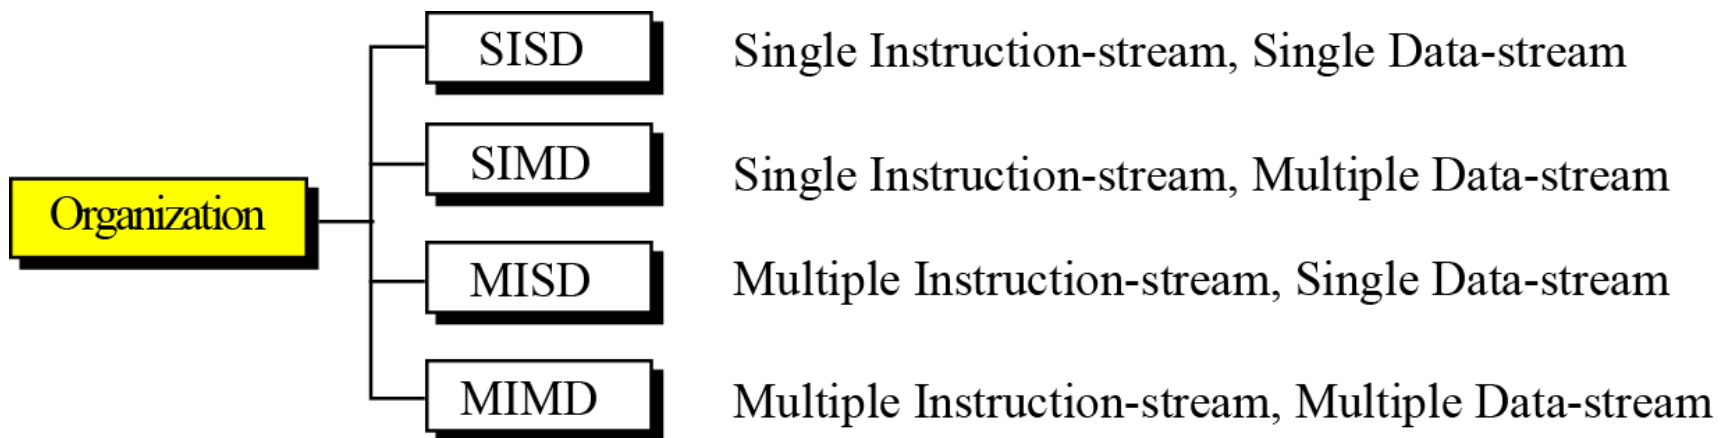 SISD Single Instruction-stream, Single Data-stream
SIMD Single Instruction-stream, Multiple Data-stream
Organization
MISD Multiple Instruction-stream, Single Data-stream
MIMD Multiple Instruction-stream, Multiple Data-stream